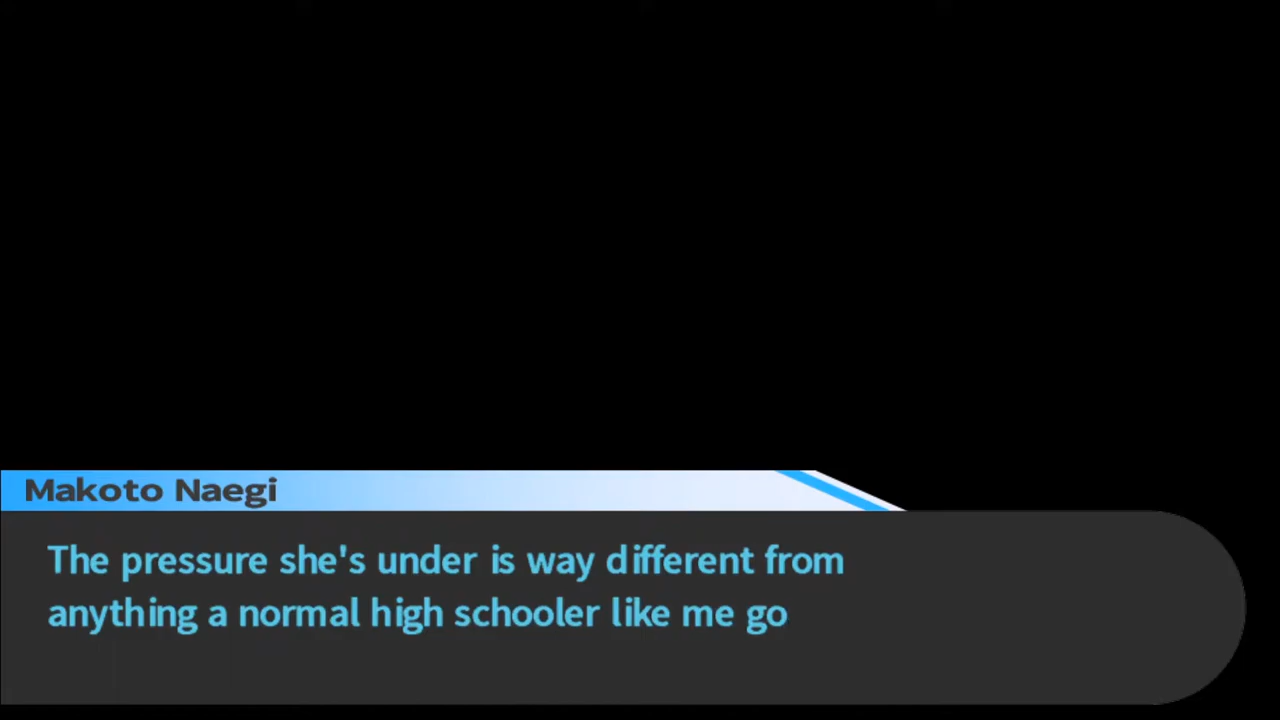 Makoto Naegi
The pressure she's under is way different from
anything a normal high schooler like me go